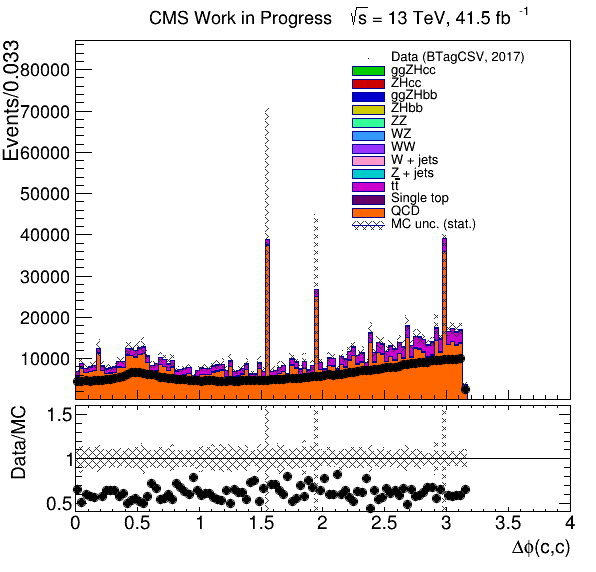 CMS Work in Progress √s = 13 TeV, 41.5 fb⁻¹
Events/0.033
80000
70000
60000
50000
40000
30000
20000
10000
Data (BTagCSV, 2017)
ggZHcc
ZHcc
ggZHbb
ZHbb
ZZ
WZ
WW
W + jets
Z + jets
tt̅
Single top
QCD
MC unc. (stat.)
Data/MC
1.5
1
0.5
0 0.5 1 1.5 2 2.5 3 3.5 4
Δϕ(c,c)